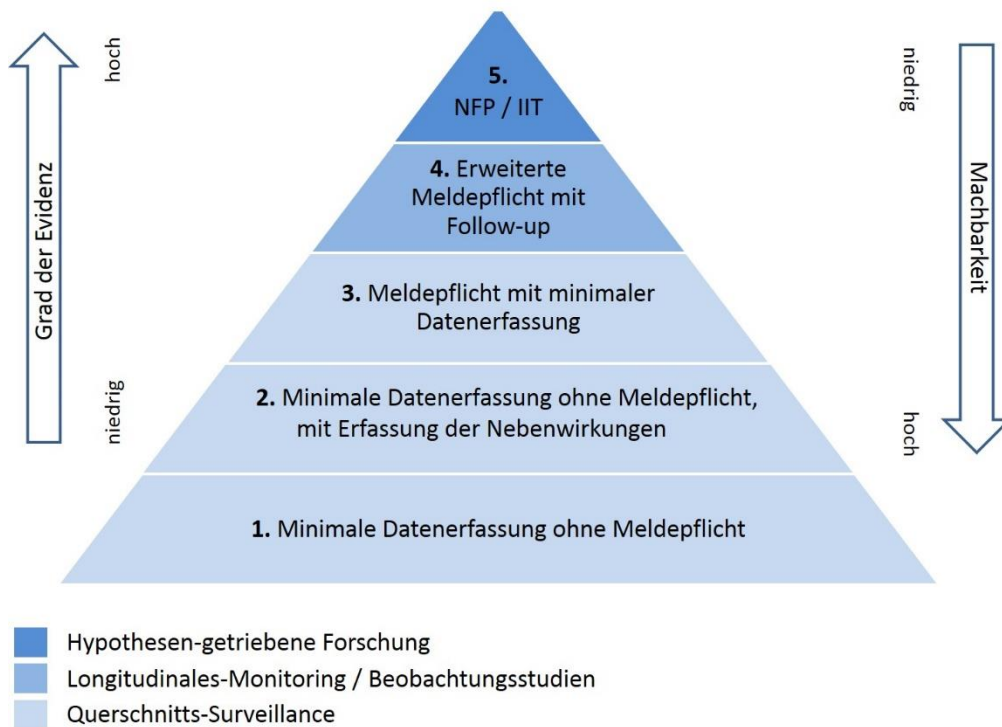 hoch
Grad der Evidenz
niedrig
5.
NFP / IIT
4. Erweiterte
Meldepflicht mit
Follow-up
3. Meldepflicht mit minimaler
Datenerfassung
2. Minimale Datenerfassung ohne Meldepflicht,
mit Erfassung der Nebenwirkungen
1. Minimale Datenerfassung ohne Meldepflicht
niedrig
Machbarkeit
hoch
Hypothesen-getriebene Forschung
Longitudinales-Monitoring / Beobachtungsstudien
Querschnitts-Surveillance